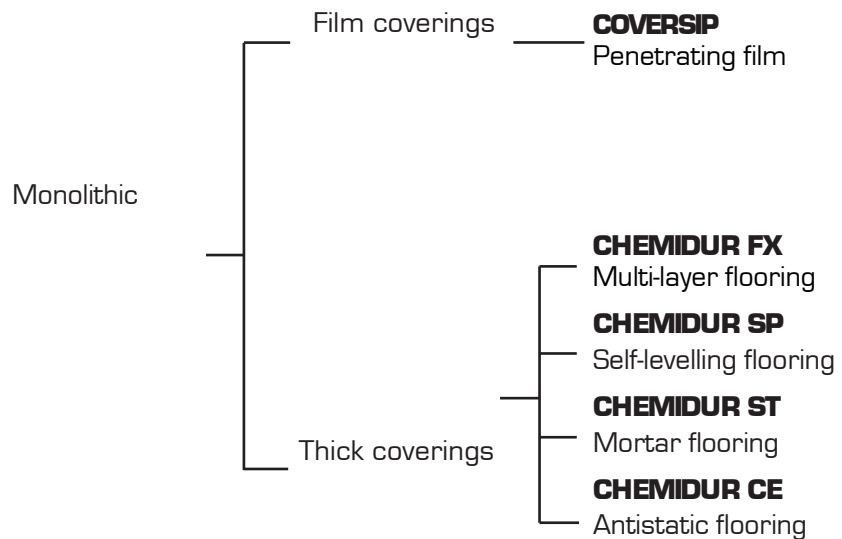 Film coverings
COVERSIP
Penetrating film
Monolithic
CHEMIDUR FX
Multi-layer flooring
CHEMIDUR SP
Self-levelling flooring
CHEMIDUR ST
Mortar flooring
Thick coverings
CHEMIDUR CE
Antistatic flooring